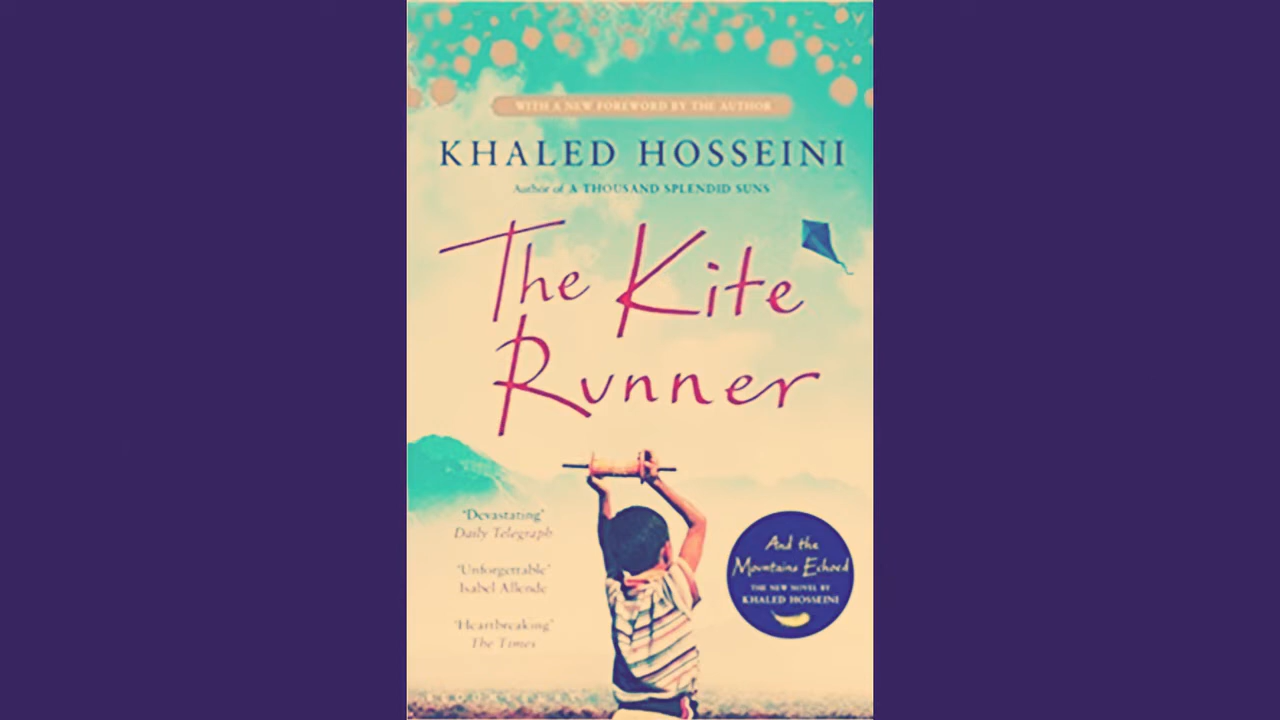 WITH A NEW FOREWORD BY THE AUTHOR
KHALED HOSSEINI
Author of A THOUSAND SPLENDID SUNS
The Kite
Runner
'Devastating'
Daily Telegraph
'Unforgettable'
Isabel Allende
'Heartbreaking'
The Times
And the
Mountains Echoed
THE NEW NOVEL BY
KHALED HOSSEINI